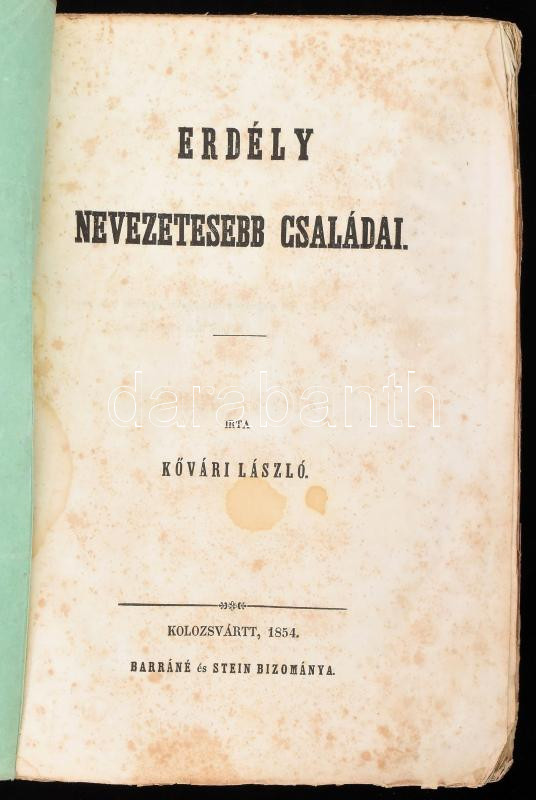 ERDÉLY
NEVEZETESEBB CSALÁDAI.
darabanth
IRTA
KŐVÁRI LÁSZLÓ.
KOLOZSVÁRTT, 1854.
BARRÁNÉ és STEIN BIZOMÁNYA.